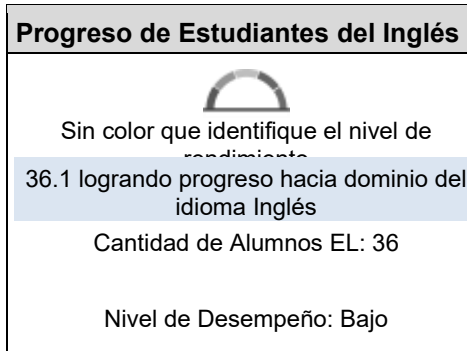 Progreso de Estudiantes del Inglés
Sin color que identifique el nivel de
rendimiento
36.1 logrando progreso hacia dominio del
idioma Inglés
Cantidad de Alumnos EL: 36
Nivel de Desempeño: Bajo